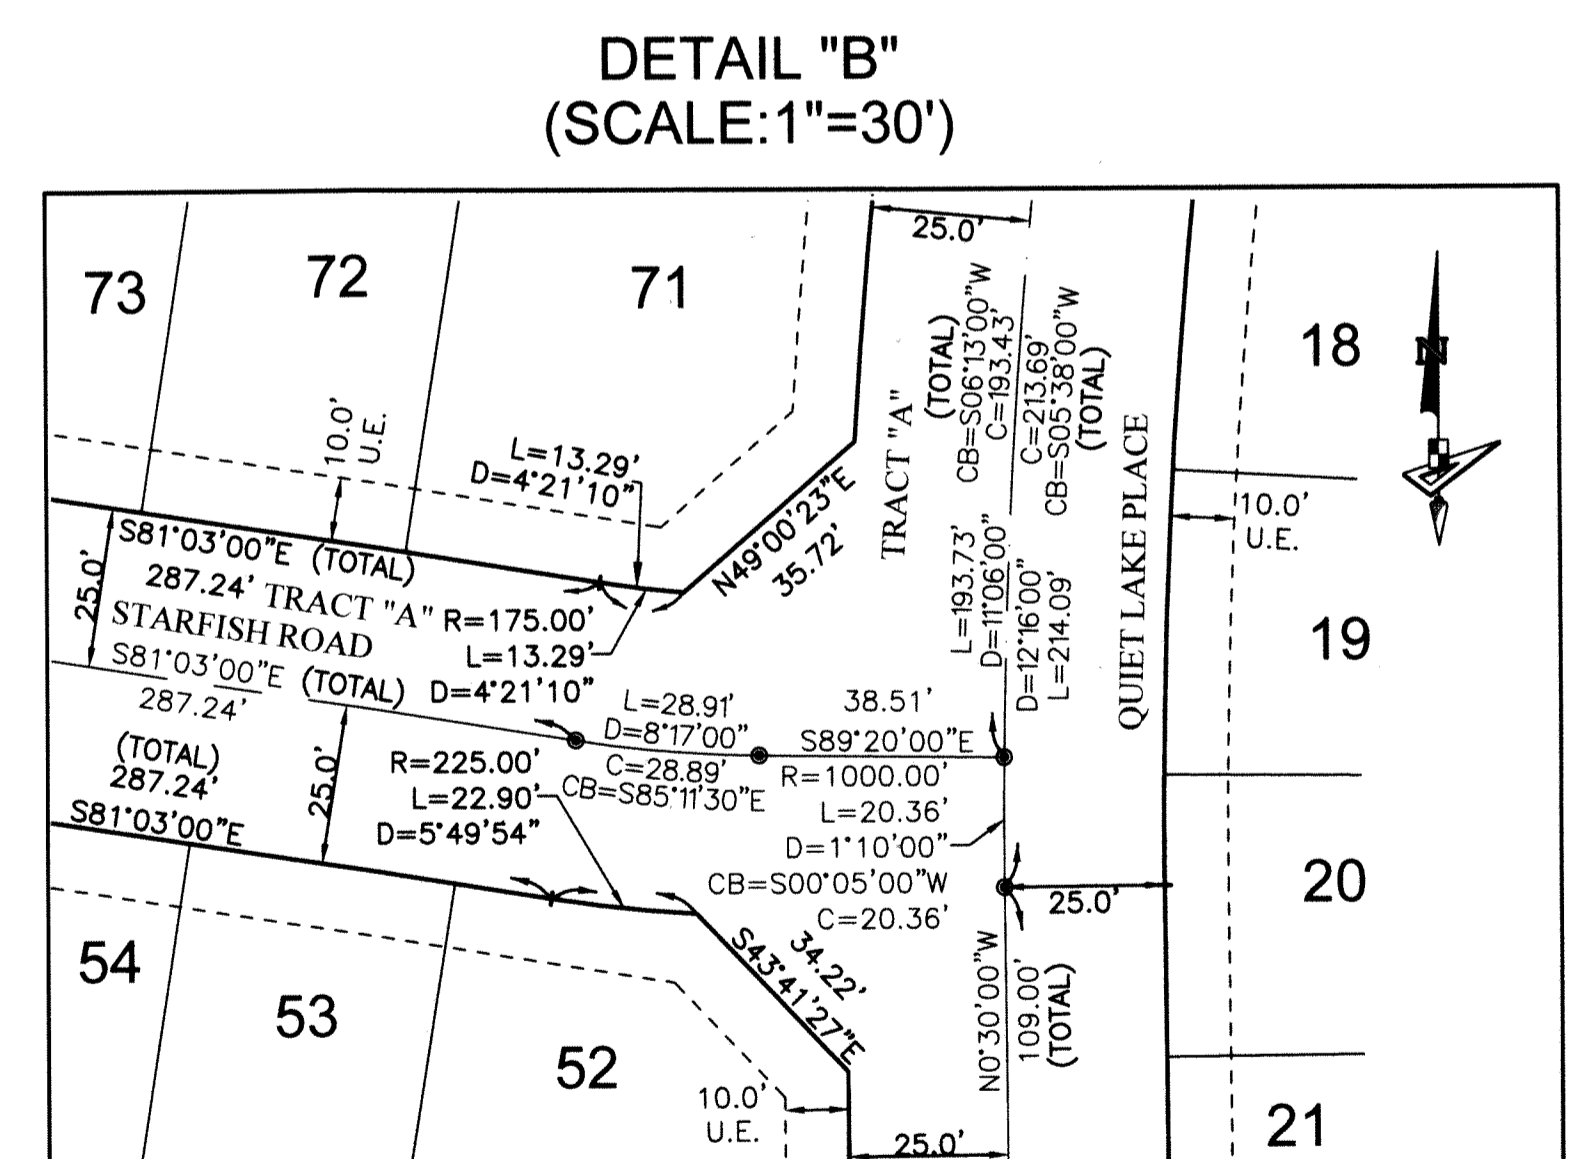 DETAIL "B"
(SCALE:1"=30')
73
72
71
18
19
20
21
54
53
52
25.0'
10.0'
U.E.
L=13.29'
D=4°21'10"
N49°00'23"E
35.72'
TRACT "A"
(TOTAL)
CB=S06°13'00"W
C=193.43'
C=213.69'
CB=S05°38'00"W
(TOTAL)
L=193.73'
D=11°06'00"
D=12°16'00"
L=214.09'
QUIET LAKE PLACE
N
10.0'
U.E.
S81°03'00"E (TOTAL)
287.24' TRACT "A"
STARFISH ROAD
25.0'
R=175.00'
L=13.29'
D=4°21'10"
S81°03'00"E (TOTAL)
287.24'
(TOTAL)
287.24'
S81°03'00"E
25.0'
L=28.91'
D=8°17'00"
C=28.89'
CB=S85°11'30"E
38.51'
S89°20'00"E
R=1000.00'
L=20.36'
D=1°10'00"
CB=S00°05'00"W
C=20.36'
R=225.00'
L=22.90'
D=5°49'54"
25.0'
34.22'
S43°41'27"E
N0°30'00"W
109.00'
(TOTAL)
10.0'
U.E.
25.0'